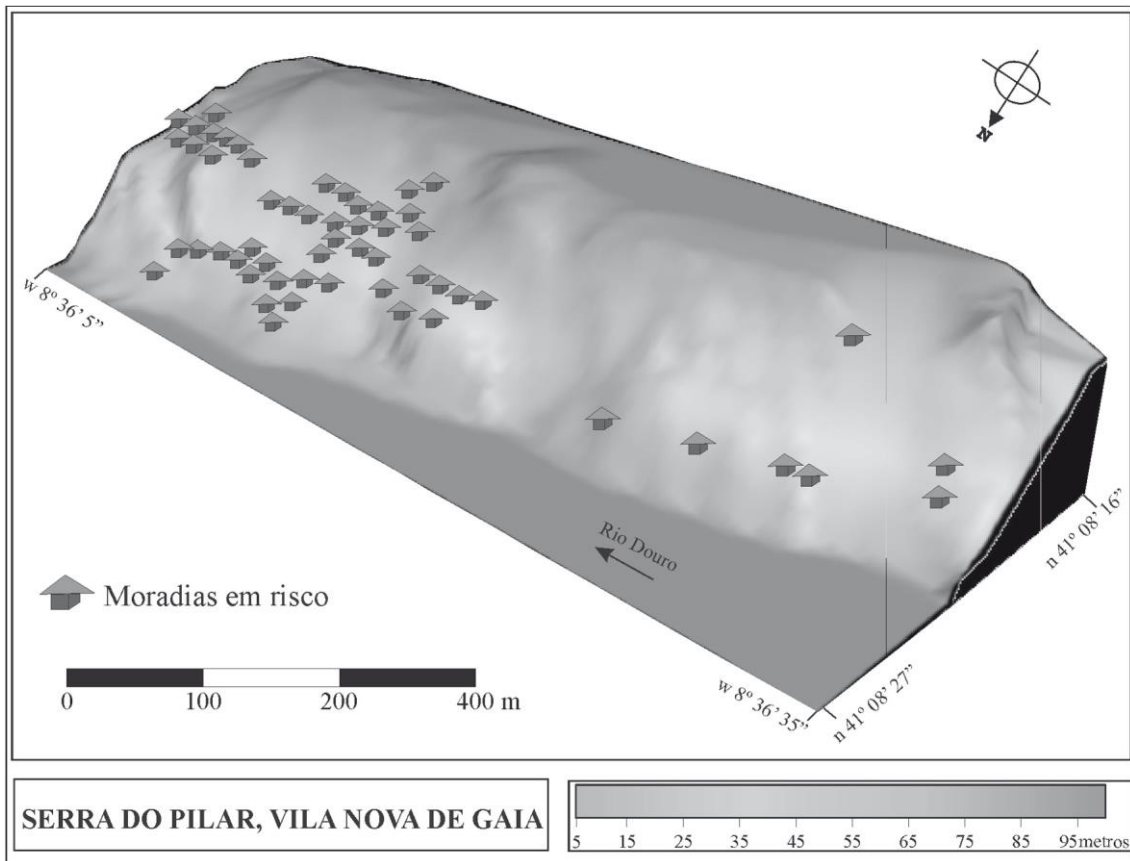 N
w 8º 36’ 5”
Rio Douro
n 41º 08’ 16”
Moradias em risco
0 100 200 400 m
w 8º 36’ 35”
n 41º 08’ 27”
SERRA DO PILAR, VILA NOVA DE GAIA
5 15 25 35 45 55 65 75 85 95metros